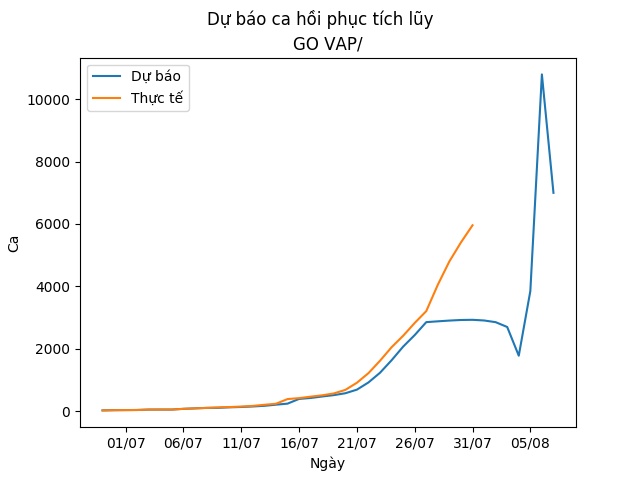 Dự báo ca hồi phục tích lũy
GO VAP/
Dự báo
Thực tế
10000
8000
6000
4000
2000
0
Ca
01/07 06/07 11/07 16/07 21/07 26/07 31/07 05/08
Ngày